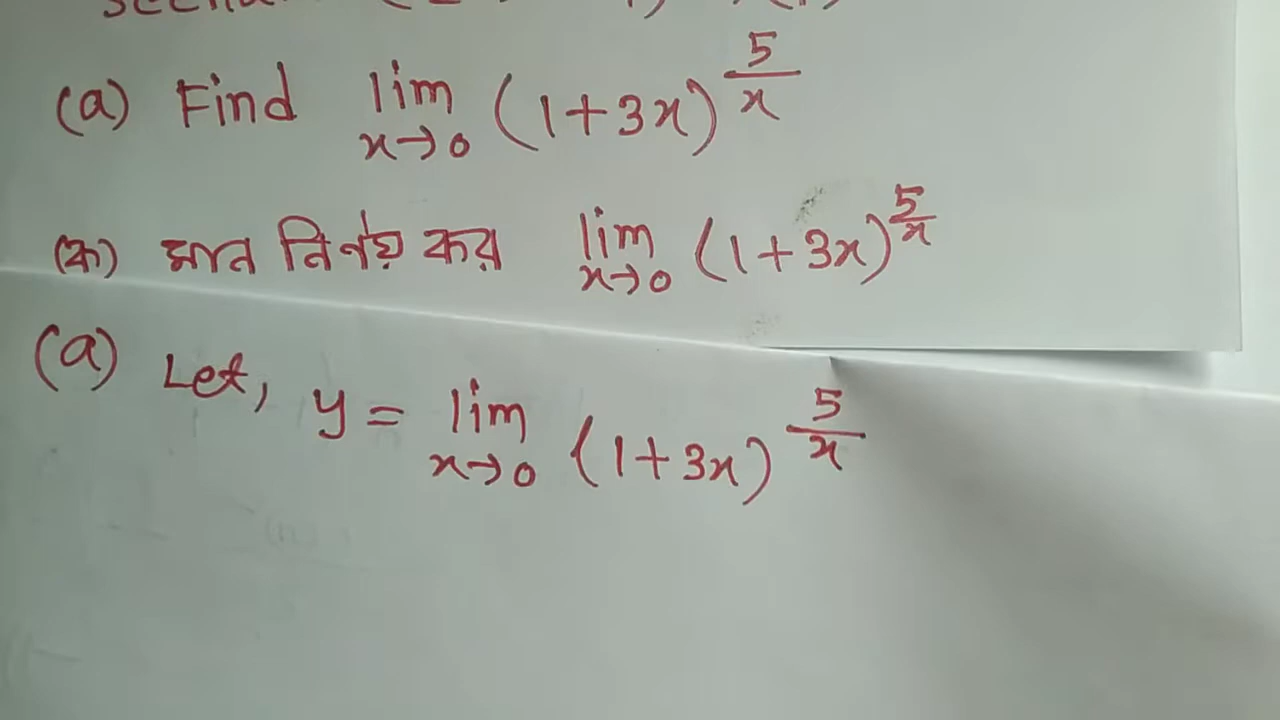 (a) Find lim x→0 (1+3x)^5/x
(ক) মান নির্ণয় কর lim x→0 (1+3x)^5/x
(a) Let, y = lim x→0 (1+3x)^5/x